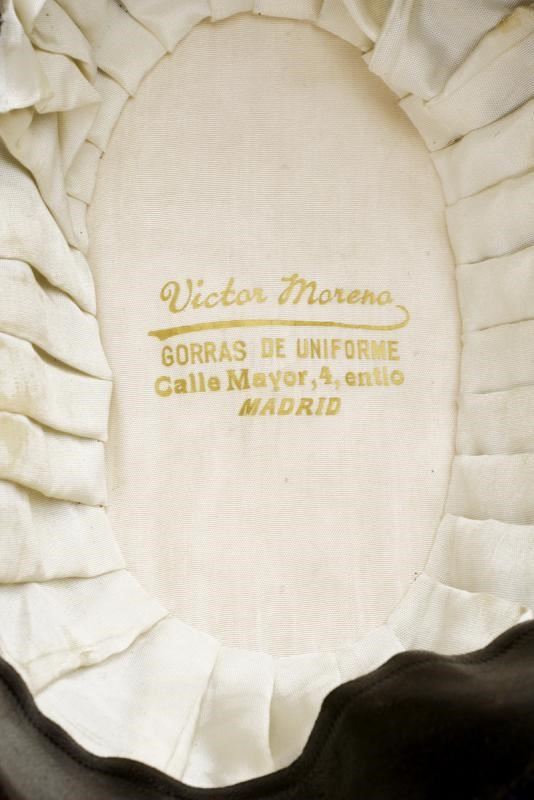 Victor Moreno
GORRAS DE UNIFORME
Calle Mayor, 4, entlo
MADRID